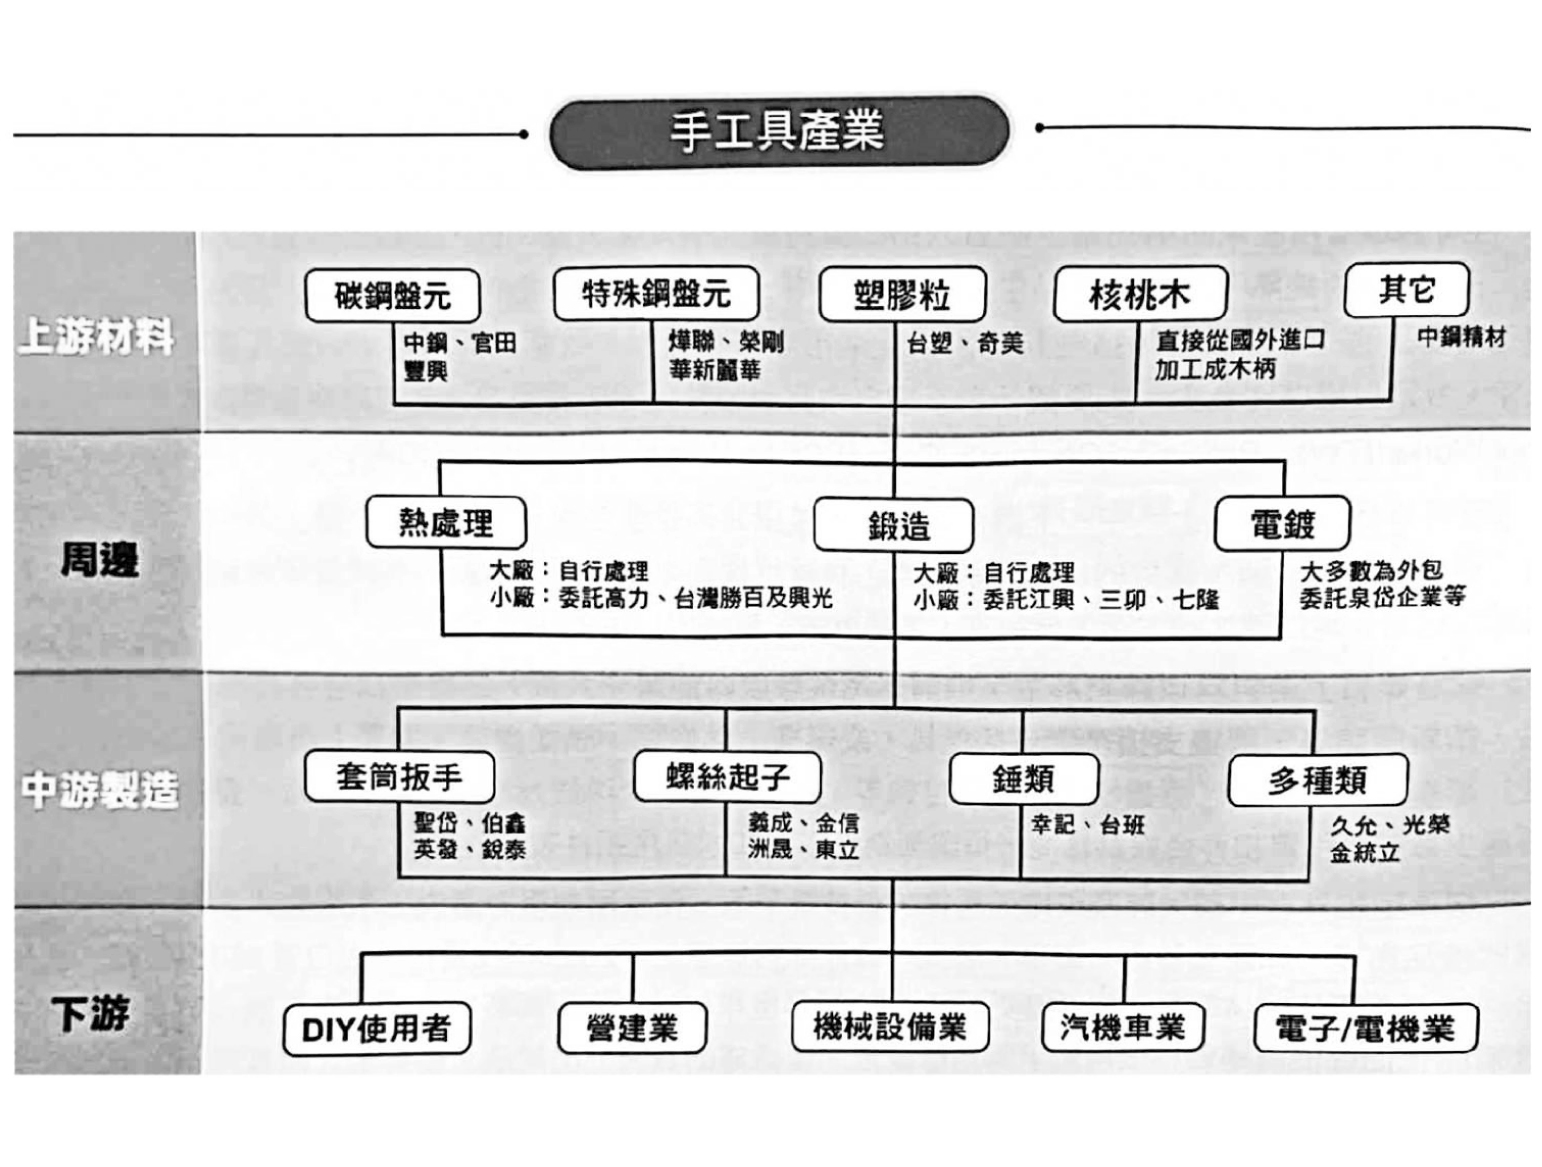 手工具產業
上游材料
碳鋼盤元
中鋼、官田
豐興
特殊鋼盤元
燁聯、榮剛
華新麗華
塑膠粒
台塑、奇美
核桃木
直接從國外進口
加工成木柄
其它
中鋼精材
周邊
熱處理
大廠：自行處理
小廠：委託高力、台灣勝百及興光
鍛造
大廠：自行處理
小廠：委託江興、三卯、七隆
電鍍
大多數為外包
委託泉岱企業等
中游製造
套筒扳手
聖岱、伯鑫
英發、銳泰
螺絲起子
義成、金信
洲晟、東立
錘類
幸記、台班
多種類
久允、光榮
金統立
下游
DIY使用者
營建業
機械設備業
汽機車業
電子/電機業